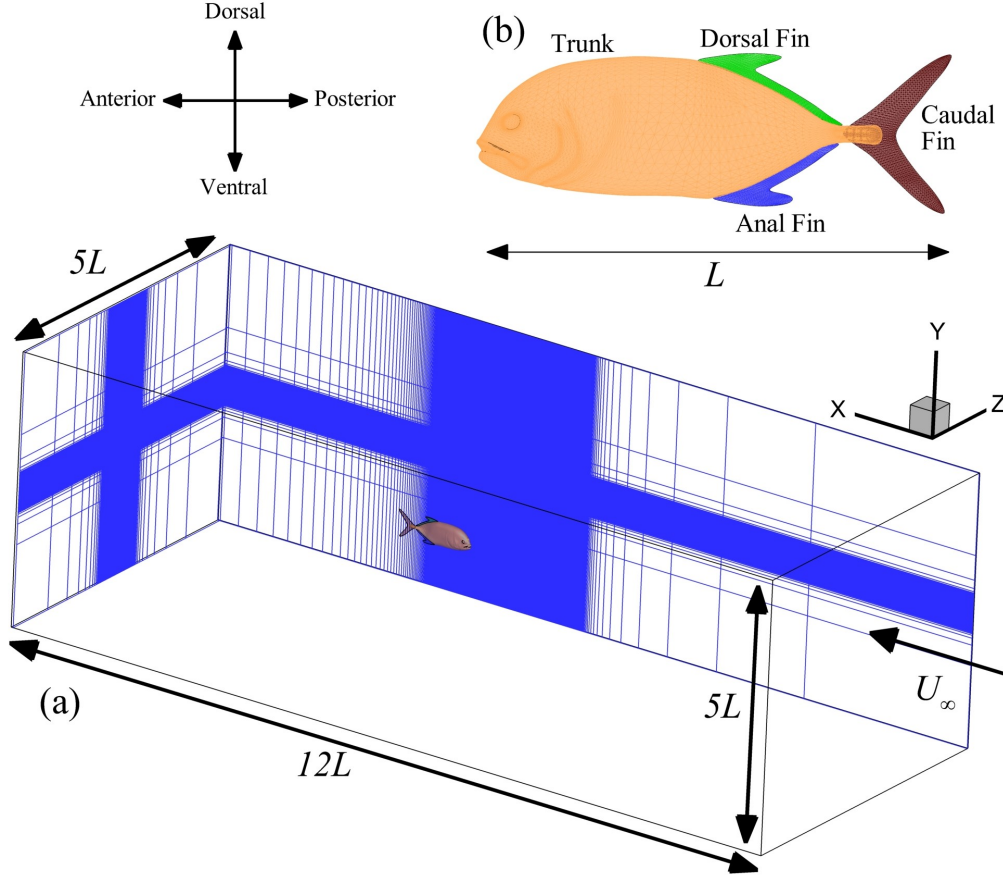 Dorsal
Anterior
Posterior
Ventral
(b)
Trunk
Dorsal Fin
Caudal
Fin
Anal Fin
L
5L
Y
X
Z
U∞
5L
(a)
12L